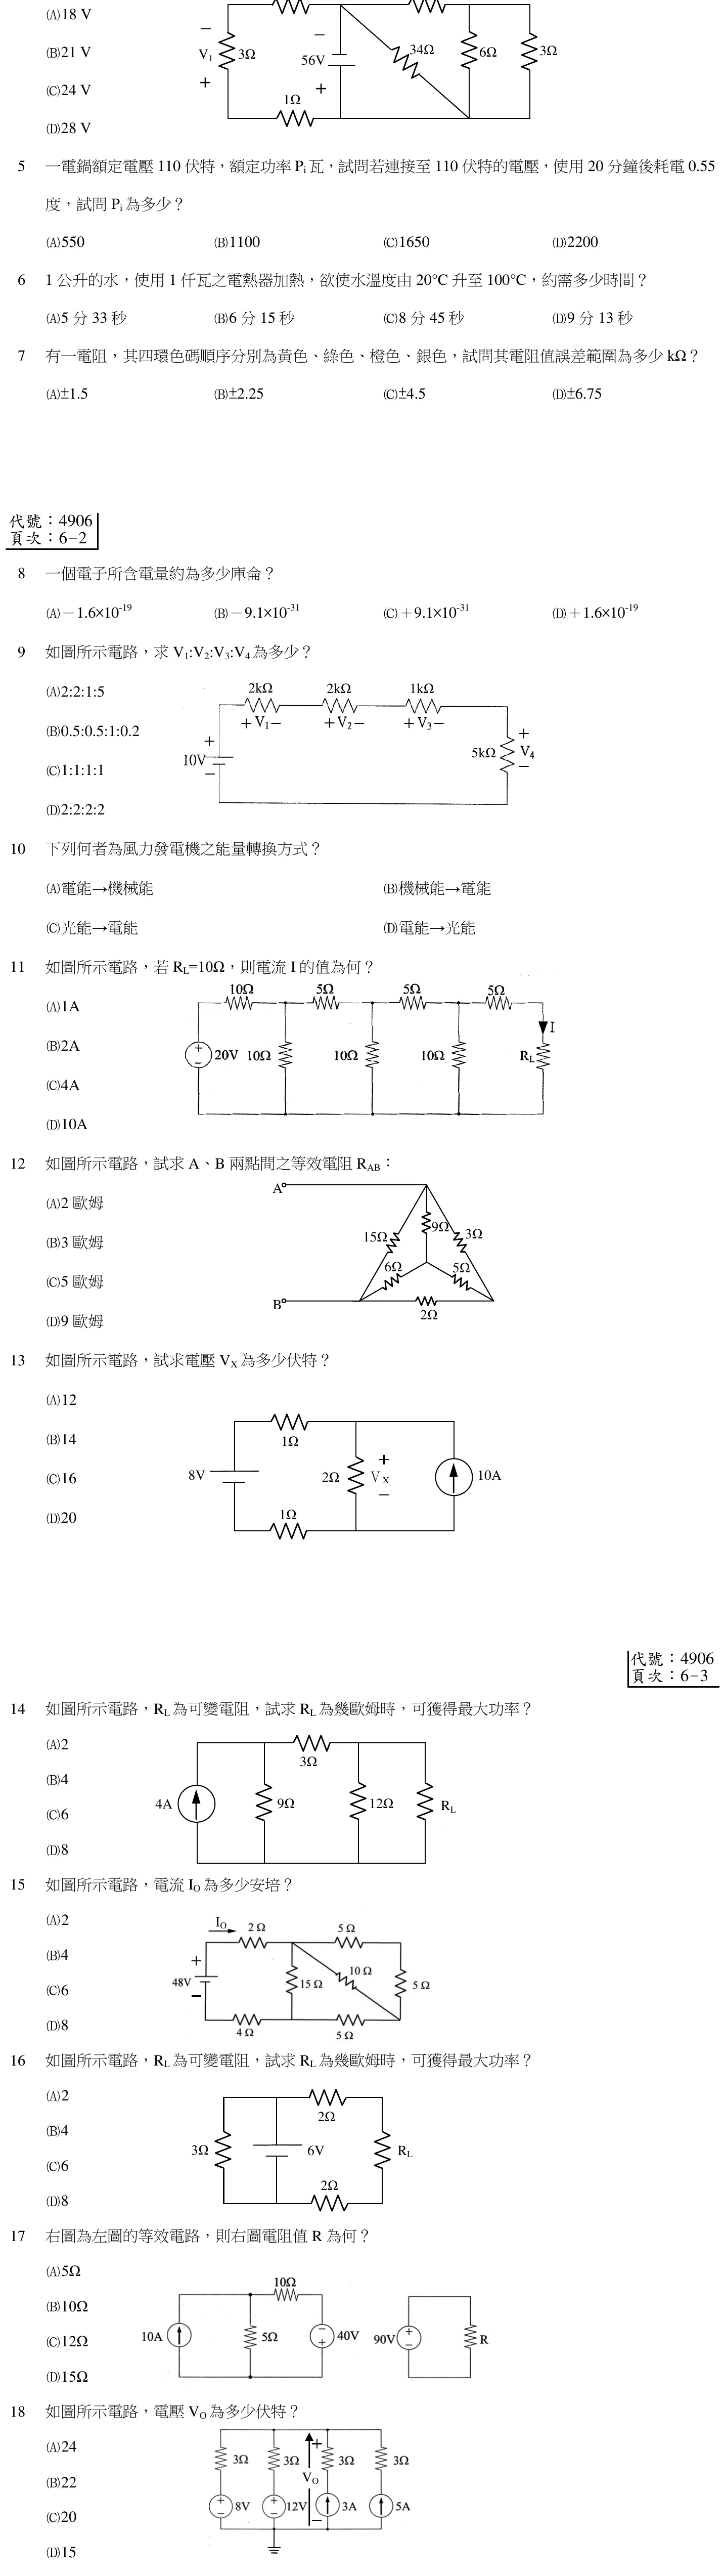 (A)18 V
(B)21 V
(C)24 V
(D)28 V
－
V1
＋
3Ω
－
56V
＋
34Ω
6Ω
3Ω
1Ω
5 一電鍋額定電壓 110 伏特，額定功率 Pi 瓦，試問若連接至 110 伏特的電壓，使用 20 分鐘後耗電 0.55
度，試問 Pi 為多少？
(A)550 (B)1100 (C)1650 (D)2200
6 1 公升的水，使用 1 仟瓦之電熱器加熱，欲使水溫度由 20°C 升至 100°C，約需多少時間？
(A)5 分 33 秒 (B)6 分 15 秒 (C)8 分 45 秒 (D)9 分 13 秒
7 有一電阻，其四環色碼順序分別為黃色、綠色、橙色、銀色，試問其電阻值誤差範圍為多少 kΩ？
(A)±1.5 (B)±2.25 (C)±4.5 (D)±6.75
代號：4906
頁次：6－2
8 一個電子所含電量約為多少庫侖？
(A)－1.6×10-19 (B)－9.1×10-31 (C)＋9.1×10-31 (D)＋1.6×10-19
9 如圖所示電路，求 V1:V2:V3:V4 為多少？
(A)2:2:1:5
(B)0.5:0.5:1:0.2
(C)1:1:1:1
(D)2:2:2:2
2kΩ 2kΩ 1kΩ
+ V1－ +V2－ + V3－
+
10V
－
5kΩ
+
V4
－
10 下列何者為風力發電機之能量轉換方式？
(A)電能→機械能 (B)機械能→電能
(C)光能→電能 (D)電能→光能
11 如圖所示電路，若 RL=10Ω，則電流 I 的值為何？
(A)1A
(B)2A
(C)4A
(D)10A
10Ω 5Ω 5Ω 5Ω
I
+
－
20V 10Ω 10Ω 10Ω RL
12 如圖所示電路，試求 A、B 兩點間之等效電阻 RAB：
(A)2 歐姆
(B)3 歐姆
(C)5 歐姆
(D)9 歐姆
A
15Ω 9Ω 3Ω
6Ω 5Ω
B
2Ω
13 如圖所示電路，試求電壓 VX 為多少伏特？
(A)12
(B)14
(C)16
(D)20
1Ω
8V
2Ω
＋
VX
－
10A
1Ω
代號：4906
頁次：6－3
14 如圖所示電路，RL 為可變電阻，試求 RL 為幾歐姆時，可獲得最大功率？
(A)2
(B)4
(C)6
(D)8
3Ω
4A 9Ω 12Ω RL
15 如圖所示電路，電流 IO 為多少安培？
(A)2
(B)4
(C)6
(D)8
IO
2 Ω 5 Ω
+
48V
－
15 Ω 10 Ω 5 Ω
4 Ω 5 Ω
16 如圖所示電路，RL 為可變電阻，試求 RL 為幾歐姆時，可獲得最大功率？
(A)2
(B)4
(C)6
(D)8
2Ω
3Ω 6V RL
2Ω
17 右圖為左圖的等效電路，則右圖電阻值 R 為何？
(A)5Ω
(B)10Ω
(C)12Ω
(D)15Ω
10Ω
10A 5Ω
－
+
40V
90V
+
－
R
18 如圖所示電路，電壓 VO 為多少伏特？
(A)24
(B)22
(C)20
(D)15
3Ω 3Ω
+
3Ω 3Ω
VO
+
－
8V
+
－
12V
－
3A 5A